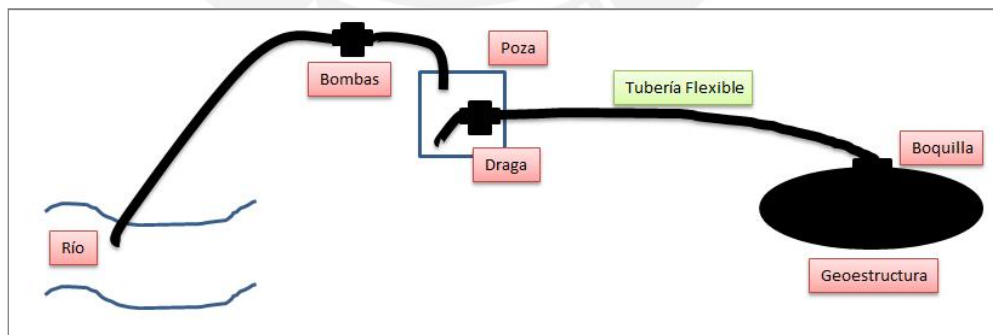 Poza
Bombas
Tubería Flexible
Boquilla
Draga
Río
Geoestructura